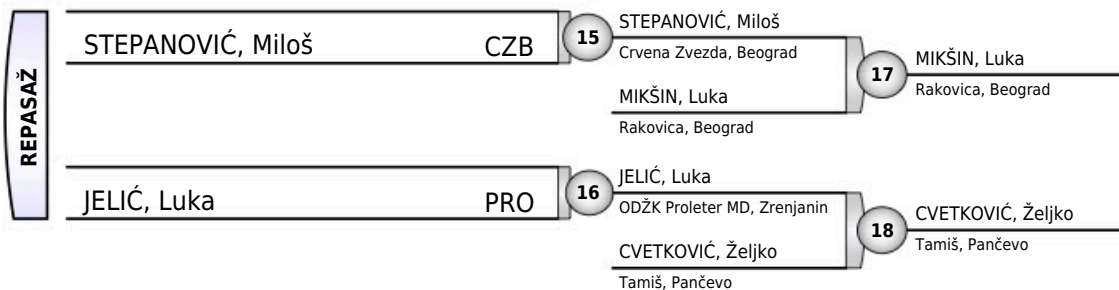 REPASAŽ
STEPANOVIĆ, Miloš CZB
15
STEPANOVIĆ, Miloš
Crvena Zvezda, Beograd
MIKŠIN, Luka
Rakovica, Beograd
17
MIKŠIN, Luka
Rakovica, Beograd
JELIĆ, Luka PRO
16
JELIĆ, Luka
ODŽK Proleter MD, Zrenjanin
CVETKOVIĆ, Željko
Tamiš, Pančevo
18
CVETKOVIĆ, Željko
Tamiš, Pančevo